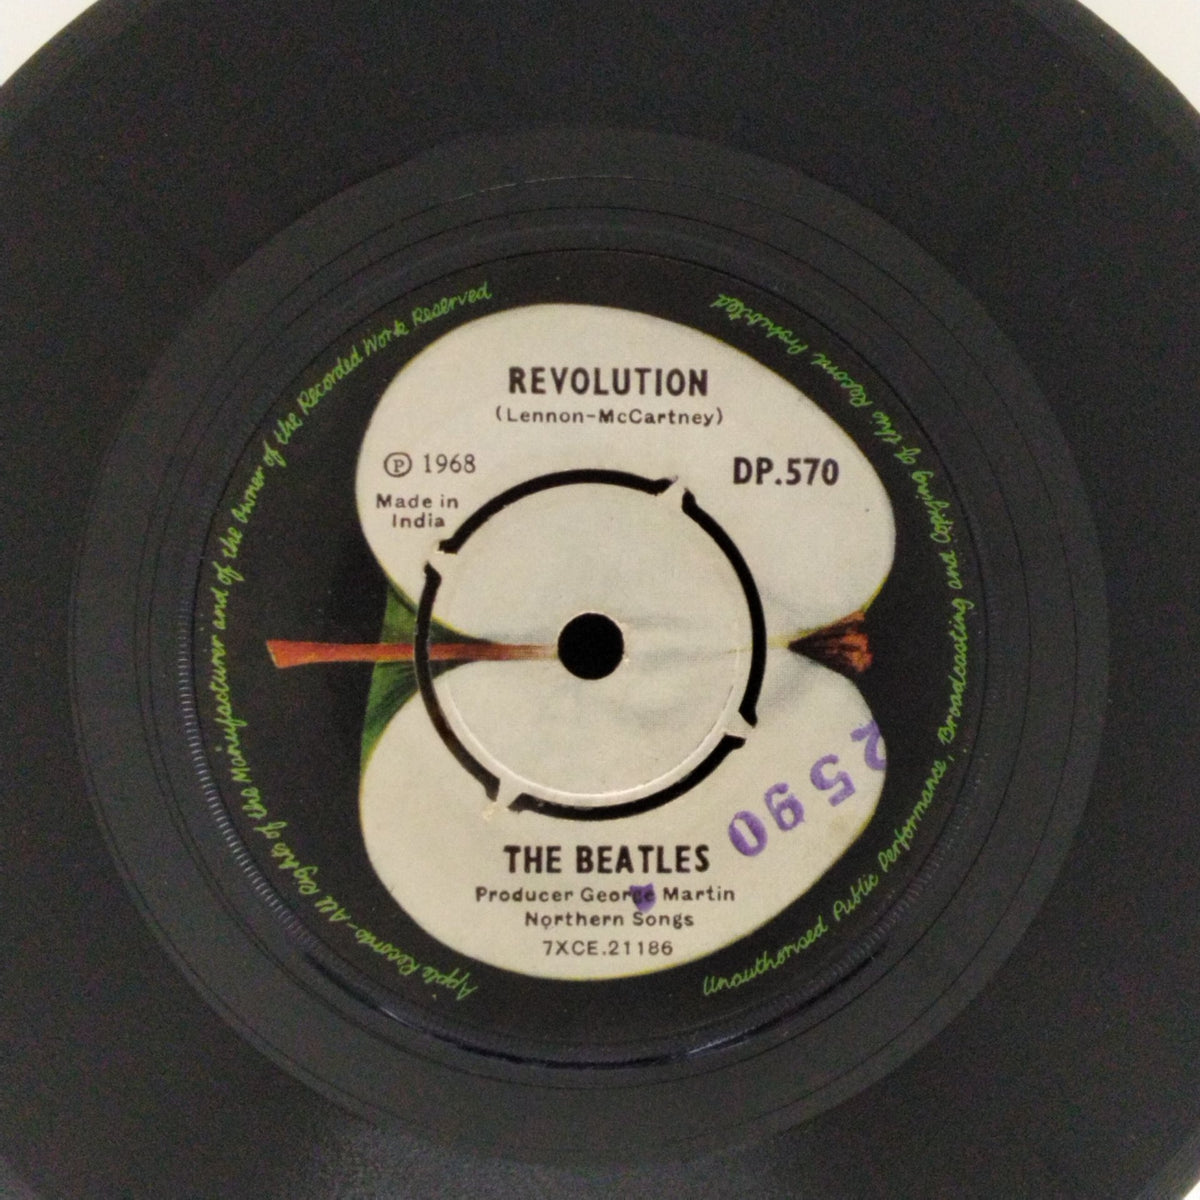 REVOLUTION
(Lennon-McCartney)
Ⓟ 1968
DP.570
Made in
India
THE BEATLES
Producer George Martin
Northern Songs
7XCE.21186
2590
Apple Records - All Rights of the Manufacturer and of the Owner of the Recorded Work Reserved
Unauthorised Public Performance, Broadcasting and Copying of this Record Prohibited